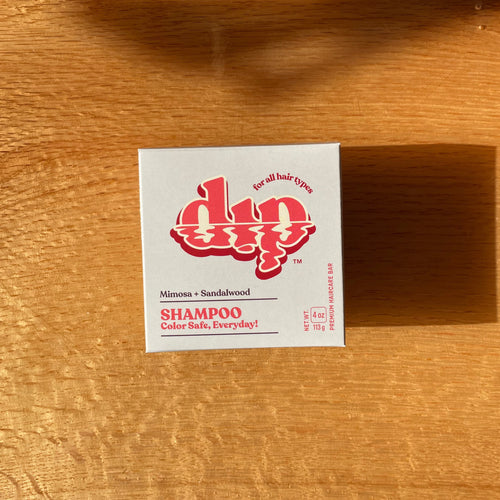 for all hair types
dip
™
Mimosa + Sandalwood
SHAMPOO
Color Safe, Everyday!
NET WT.
4 oz
113 g
PREMIUM HAIRCARE BAR